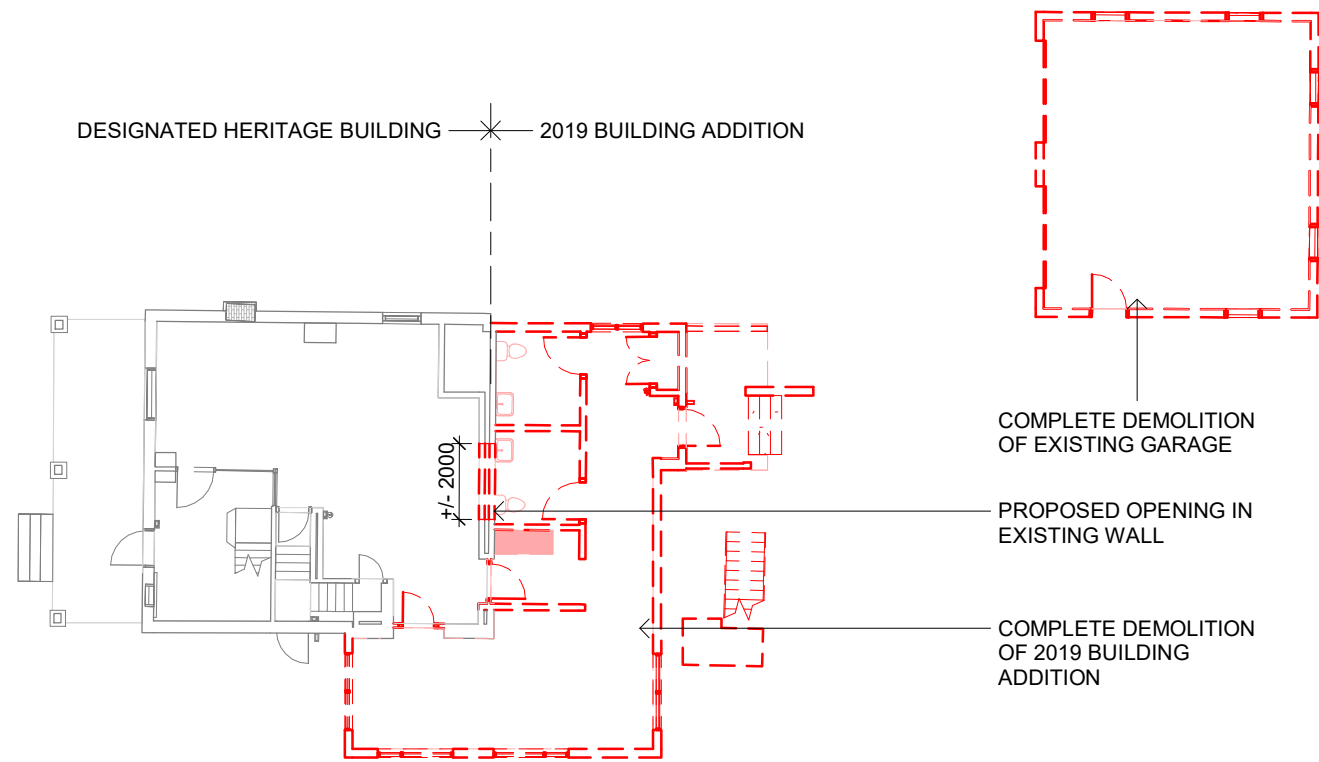 DESIGNATED HERITAGE BUILDING
2019 BUILDING ADDITION
COMPLETE DEMOLITION
OF EXISTING GARAGE
+/- 2000
PROPOSED OPENING IN
EXISTING WALL
COMPLETE DEMOLITION
OF 2019 BUILDING
ADDITION